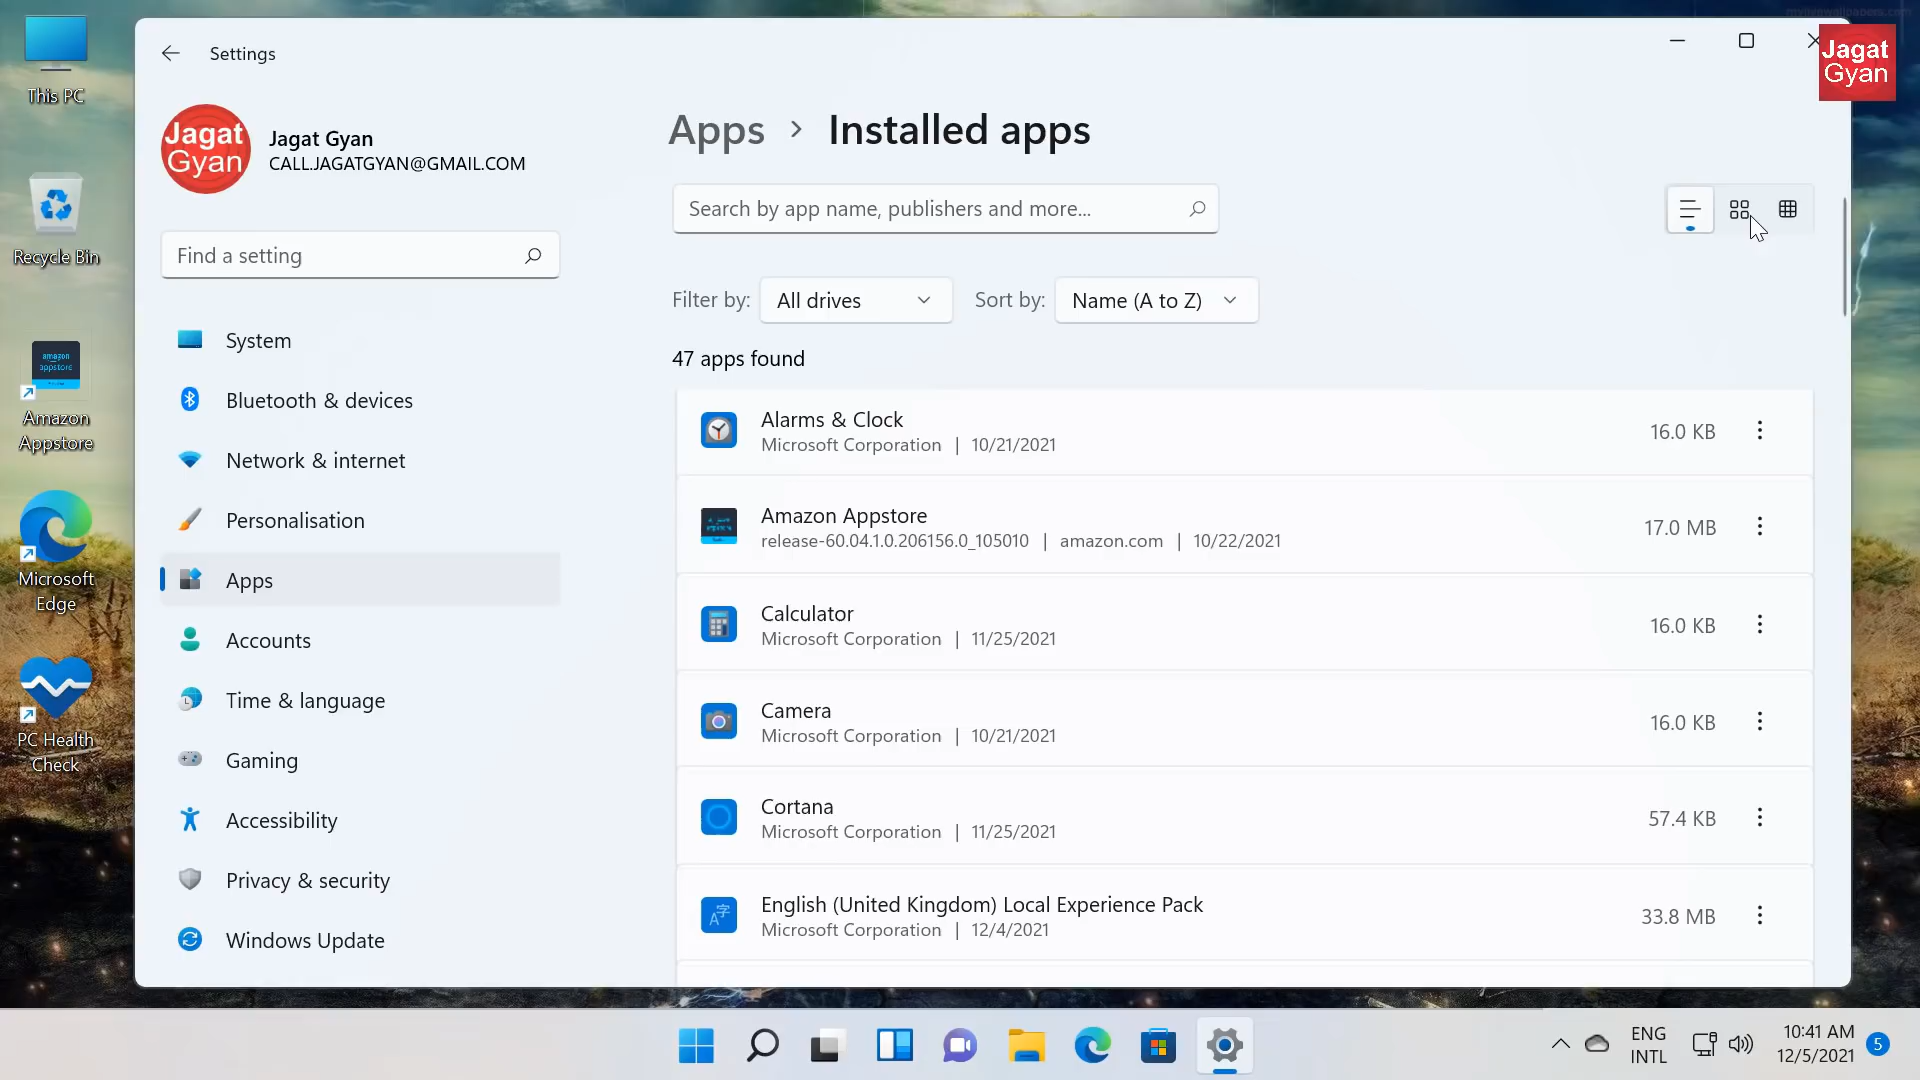 mylivewallpapers.com
This PC
Recycle Bin
amazon
appstore
Amazon
Appstore
Microsoft
Edge
PC Health
Check
Settings
Jagat
Gyan
Jagat Gyan
CALL.JAGATGYAN@GMAIL.COM
Find a setting
System
Bluetooth & devices
Network & internet
Personalisation
Apps
Accounts
Time & language
Gaming
Accessibility
Privacy & security
Windows Update
Jagat
Gyan
Apps > Installed apps
Search by app name, publishers and more...
Filter by: All drives Sort by: Name (A to Z)
47 apps found
Alarms & Clock
Microsoft Corporation | 10/21/2021
16.0 KB
Amazon Appstore
release-60.04.1.0.206156.0_105010 | amazon.com | 10/22/2021
17.0 MB
Calculator
Microsoft Corporation | 11/25/2021
16.0 KB
Camera
Microsoft Corporation | 10/21/2021
16.0 KB
Cortana
Microsoft Corporation | 11/25/2021
57.4 KB
A字
English (United Kingdom) Local Experience Pack
Microsoft Corporation | 12/4/2021
33.8 MB
ENG
INTL
10:41 AM
12/5/2021
5